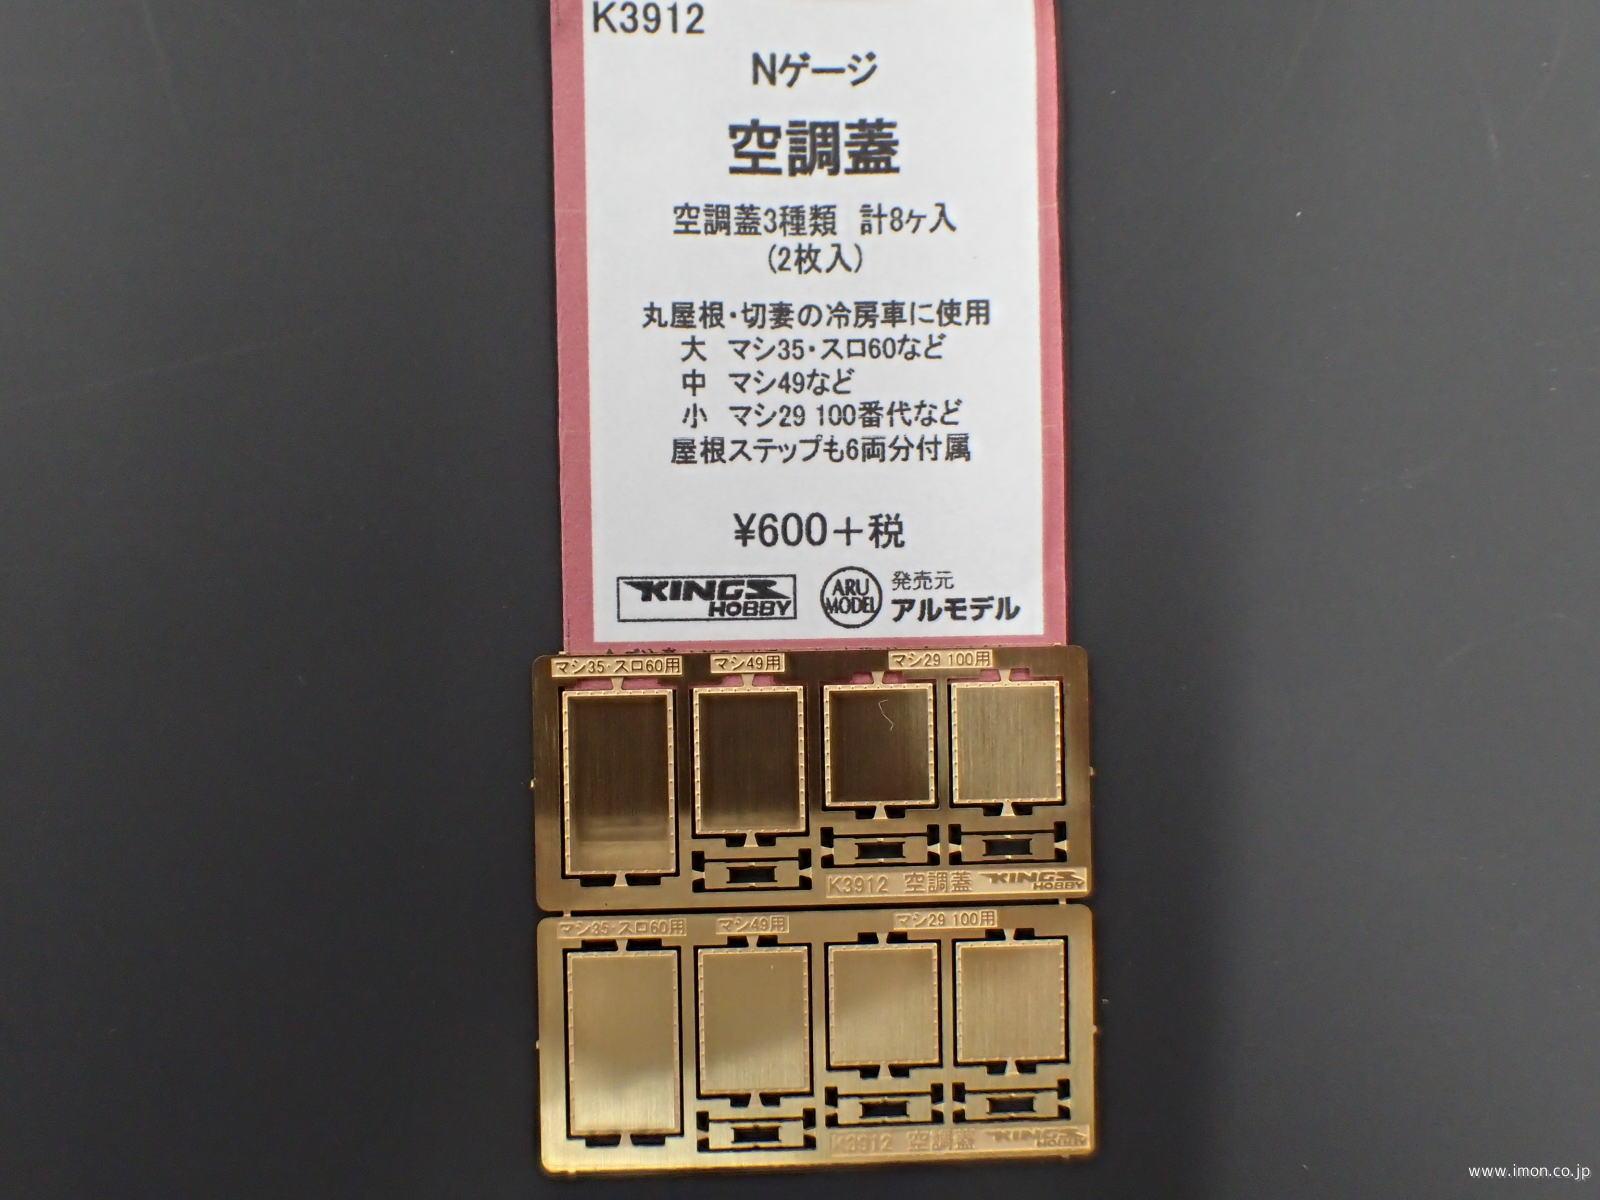 K3912
Nゲージ
空調蓋
空調蓋3種類 計8ヶ入
(2枚入)
丸屋根・切妻の冷房車に使用
大 マシ35・スロ60など
中 マシ49など
小 マシ29 100番代など
屋根ステップも6両分付属
¥600+税
KINGS HOBBY
ARU MODEL
発売元
アルモデル
マシ35・スロ60用 マシ49用 マシ29 100用
K3912 空調蓋 KINGS HOBBY
マシ35・スロ60用 マシ49用 マシ29 100用
K3912 空調蓋 KINGS HOBBY
www.imon.co.jp